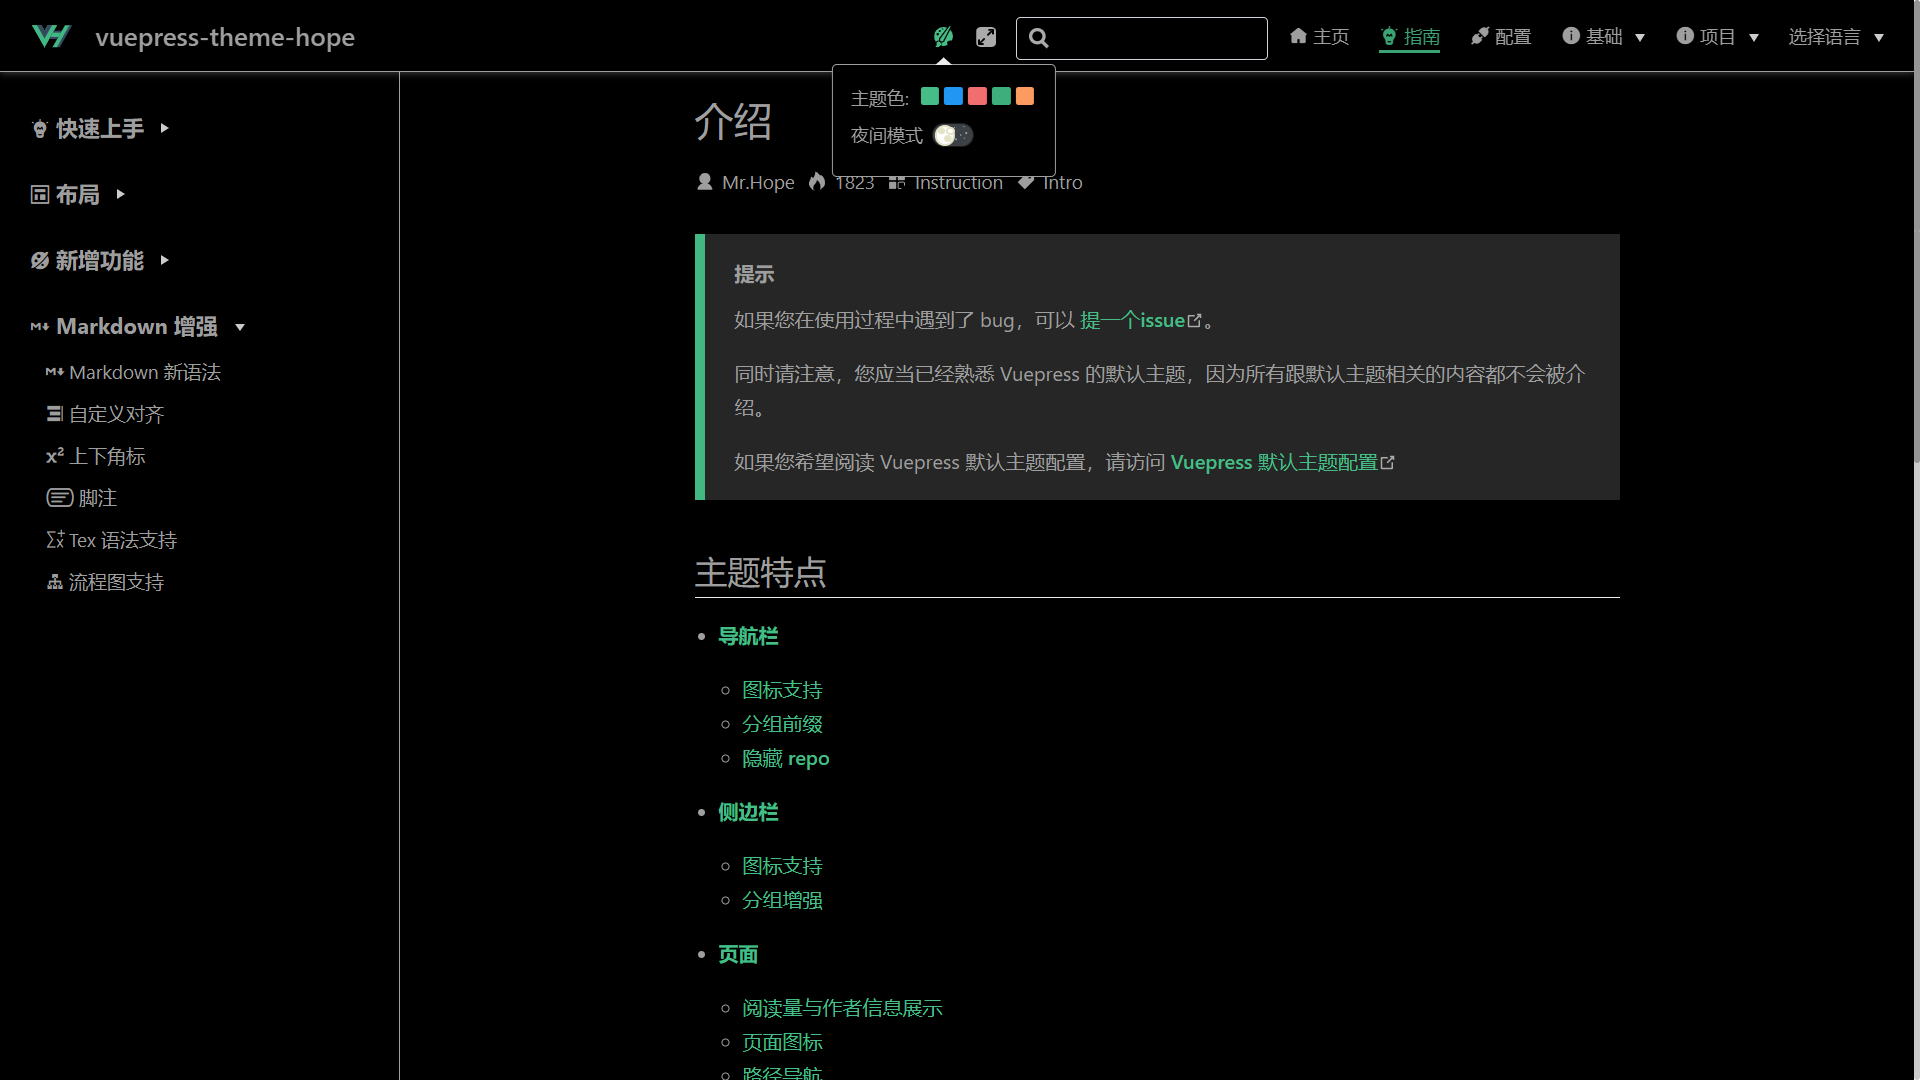 vuepress-theme-hope
主页
指南
配置
基础
项目
选择语言
主题色:
夜间模式
快速上手
布局
新增功能
Markdown 增强
Markdown 新语法
自定义对齐
上下角标
脚注
Tex 语法支持
流程图支持
介绍
Mr.Hope 1823 Instruction Intro
提示
如果您在使用过程中遇到了 bug，可以 提一个issue。
同时请注意，您应当已经熟悉 Vuepress 的默认主题，因为所有跟默认主题相关的内容都不会被介
绍。
如果您希望阅读 Vuepress 默认主题配置，请访问 Vuepress 默认主题配置
主题特点
导航栏
图标支持
分组前缀
隐藏 repo
侧边栏
图标支持
分组增强
页面
阅读量与作者信息展示
页面图标
路径导航